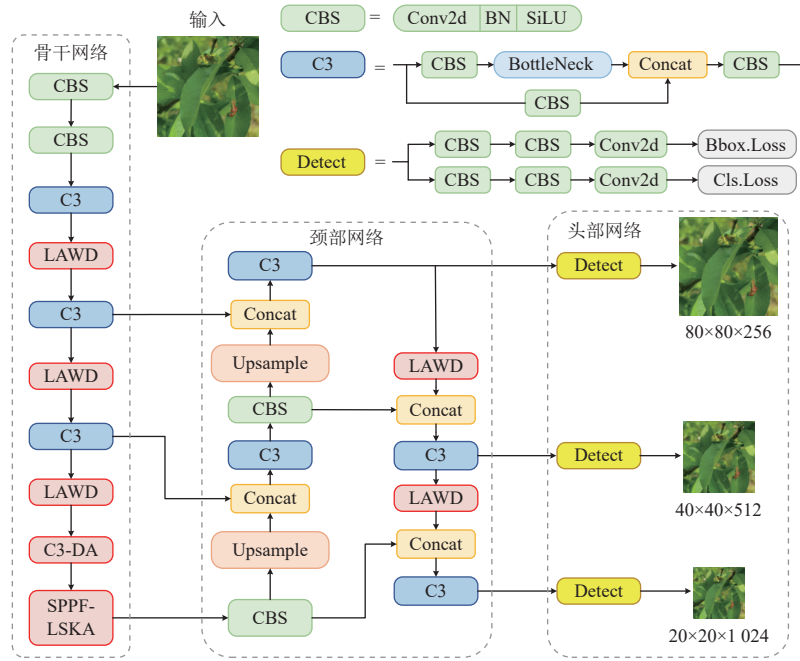 输入
CBS
=
Conv2d BN SiLU
骨干网络
C3
=
CBS
BottleNeck
Concat
CBS
CBS
Detect
=
CBS
CBS
Conv2d
Bbox.Loss
CBS
CBS
Conv2d
Cls.Loss
CBS
CBS
C3
LAWD
C3
LAWD
C3
LAWD
C3-DA
SPPF-
LSKA
颈部网络
C3
Concat
Upsample
CBS
C3
Concat
Upsample
CBS
LAWD
Concat
C3
LAWD
Concat
C3
头部网络
Detect
80×80×256
Detect
40×40×512
Detect
20×20×1 024